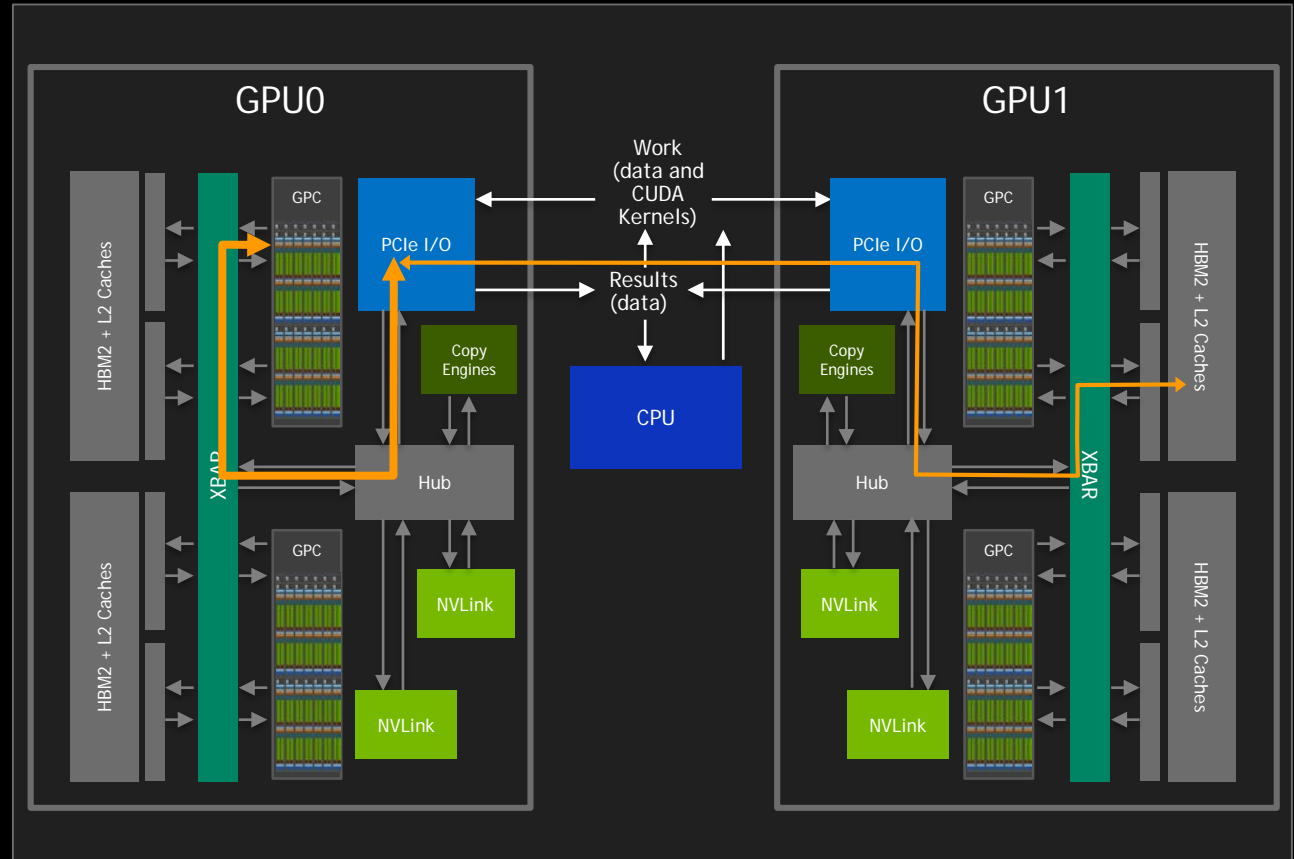 GPU0
GPU1
Work
(data and
CUDA
Kernels)
GPC
PCIe I/O
PCIe I/O
GPC
HBM2 + L2 Caches
HBM2 + L2 Caches
Results
(data)
Copy
Engines
Copy
Engines
CPU
XBAR
Hub
Hub
XBAR
GPC
GPC
HBM2 + L2 Caches
HBM2 + L2 Caches
NVLink
NVLink
NVLink
NVLink